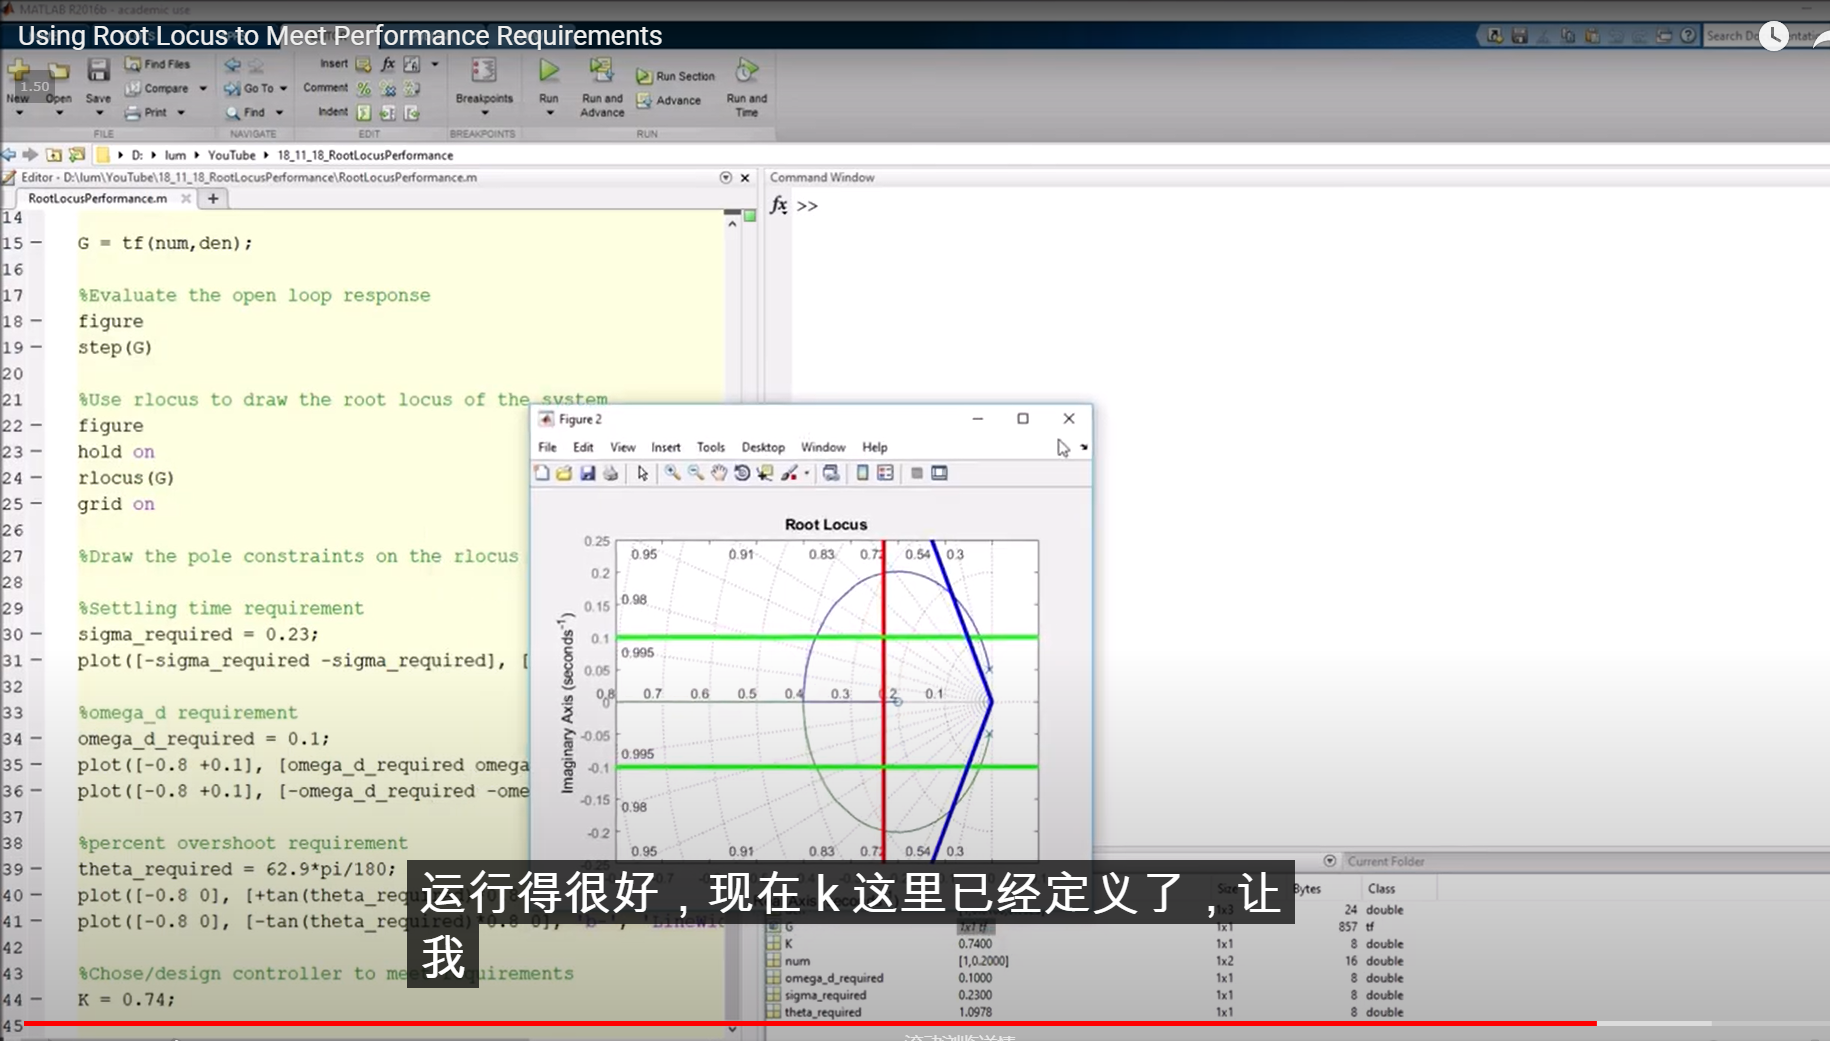 MATLAB R2016b - academic use
Using Root Locus to Meet Performance Requirements
Search Do
ntatio
1.50
New
Open
Save
Find Files
Compare
Print
FILE
Go To
Find
NAVIGATE
Insert
Comment
Indent
EDIT
Breakpoints
BREAKPOINTS
Run
Run and
Advance
Run Section
Advance
Run and
Time
RUN
D: ▸ lum ▸ YouTube ▸ 18_11_18_RootLocusPerformance
Editor - D:\lum\YouTube\18_11_18_RootLocusPerformance\RootLocusPerformance.m
RootLocusPerformance.m
+
14
15 G = tf(num,den);
16
17 %Evaluate the open loop response
18 figure
19 step(G)
20
21 %Use rlocus to draw the root locus of the system
22 figure
23 hold on
24 rlocus(G)
25 grid on
26
27 %Draw the pole constraints on the rlocus
28
29 %Settling time requirement
30 sigma_required = 0.23;
31 plot([-sigma_required -sigma_required], [
32
33 %omega_d requirement
34 omega_d_required = 0.1;
35 plot([-0.8 +0.1], [omega_d_required omega
36 plot([-0.8 +0.1], [-omega_d_required -ome
37
38 %percent overshoot requirement
39 theta_required = 62.9*pi/180;
40 plot([-0.8 0], [+tan(theta_requ
41 plot([-0.8 0], [-tan(theta_required)*0.8 0], 'b-', 'LineWi
42
43 %Chose/design controller to meet requirements
44 K = 0.74;
45
Command Window
fx >>
Figure 2
File Edit View Insert Tools Desktop Window Help
Root Locus
Imaginary Axis (seconds-1)
0.25
0.2
0.15
0.1
0.05
0
-0.05
-0.1
-0.15
-0.2
0.95 0.91 0.83 0.72 0.54 0.3
0.98
0.995
0.8 0.7 0.6 0.5 0.4 0.3 0.2 0.1
0.995
0.98
0.95 0.91 0.83 0.72 0.54 0.3
运行得很好，现在 k 这里已经定义了，让
我
Current Folder
Size Bytes Class
1x3 24 double
G 1x1 tf 1x1 857 tf
K 0.7400 1x1 8 double
num [1,0.2000] 1x2 16 double
omega_d_required 0.1000 1x1 8 double
sigma_required 0.2300 1x1 8 double
theta_required 1.0978 1x1 8 double